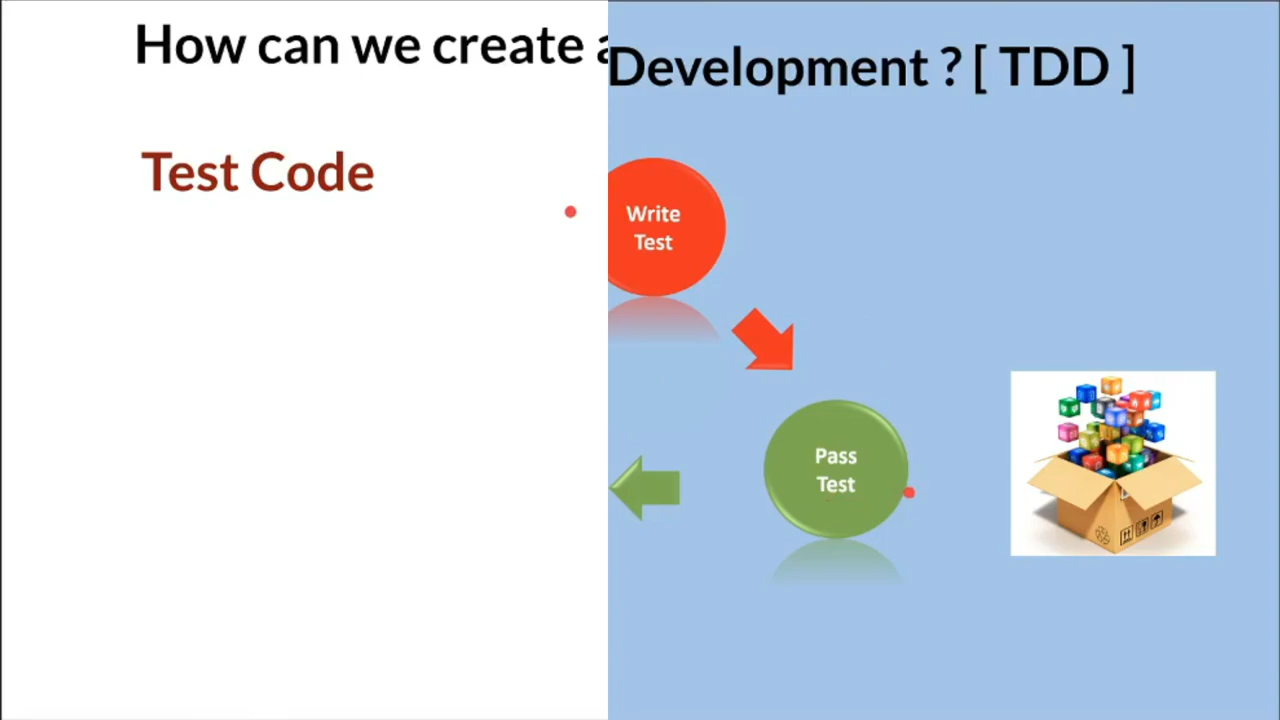 How can we create a
Development ? [ TDD ]
Test Code
Write
Test
Pass
Test